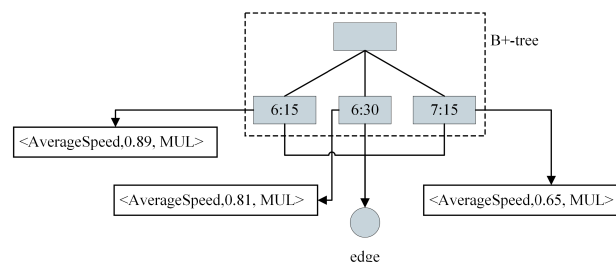 B+-tree
6:15
6:30
7:15
<AverageSpeed,0.89, MUL>
<AverageSpeed,0.81, MUL>
<AverageSpeed,0.65, MUL>
edge